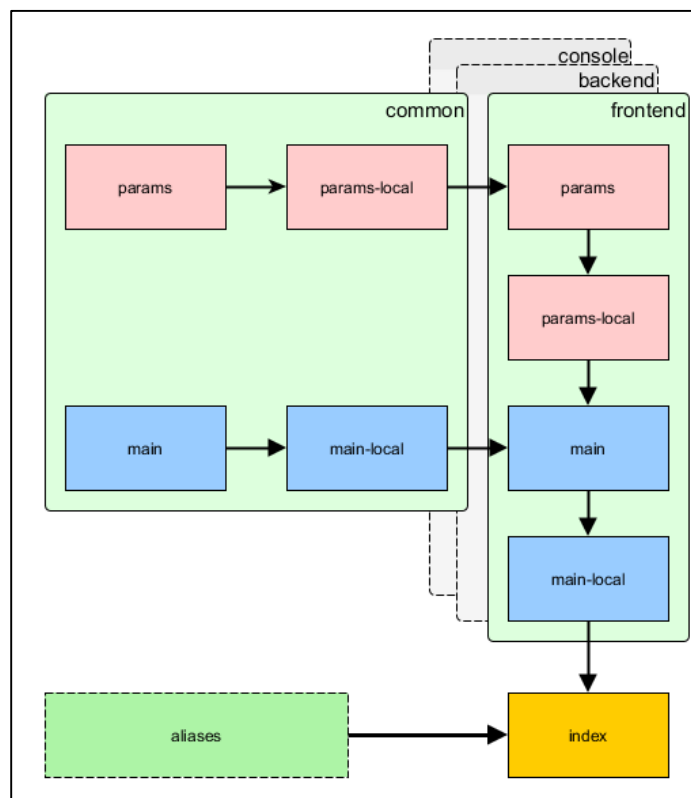 console
backend
common
frontend
params
params-local
params
params-local
main
main-local
main
main-local
aliases
index